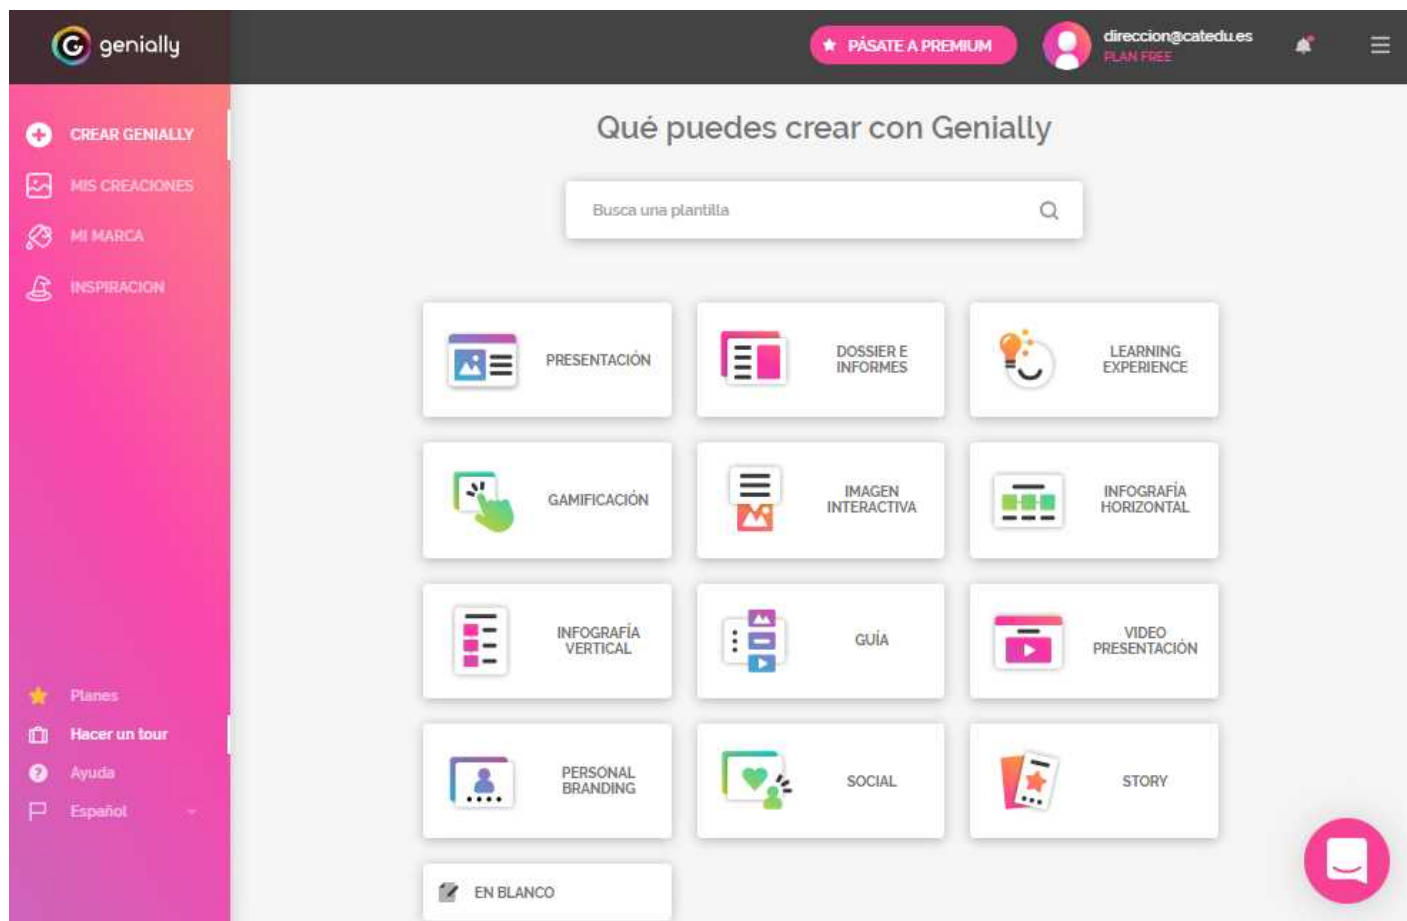 genially
PÁSATE A PREMIUM
direccion@catedu.es
PLAN FREE
CREAR GENIALLY
MIS CREACIONES
MI MARCA
INSPIRACION
Planes
Hacer un tour
Ayuda
Español
Qué puedes crear con Genially
Busca una plantilla
PRESENTACIÓN
DOSSIER E
INFORMES
LEARNING
EXPERIENCE
GAMIFICACIÓN
IMAGEN
INTERACTIVA
INFOGRAFÍA
HORIZONTAL
INFOGRAFÍA
VERTICAL
GUÍA
VIDEO
PRESENTACIÓN
PERSONAL
BRANDING
SOCIAL
STORY
EN BLANCO